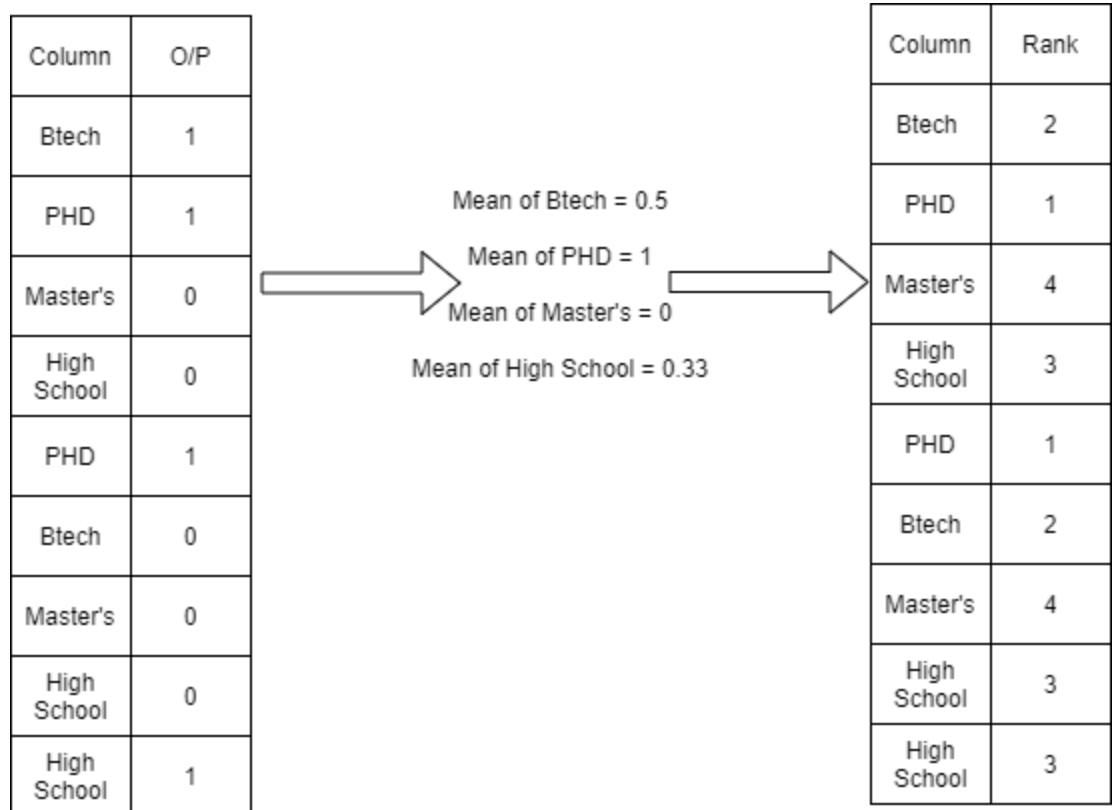 Column O/P
Btech 1
PHD 1
Master's 0
High
School 0
PHD 1
Btech 0
Master's 0
High
School 0
High
School 1
Mean of Btech = 0.5
Mean of PHD = 1
Mean of Master's = 0
Mean of High School = 0.33
Column Rank
Btech 2
PHD 1
Master's 4
High
School 3
PHD 1
Btech 2
Master's 4
High
School 3
High
School 3